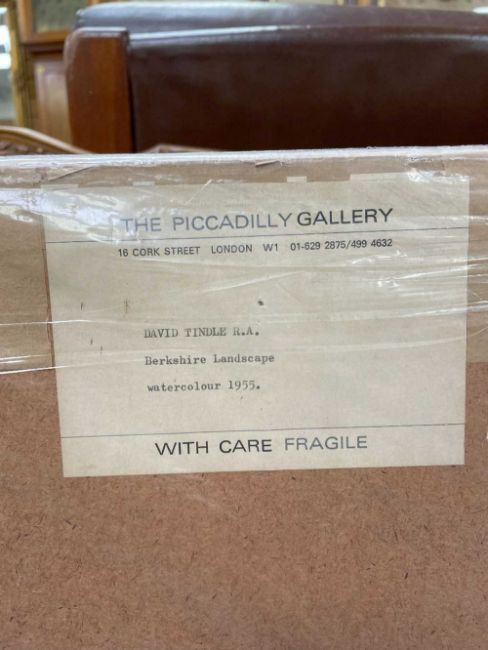 THE PICCADILLY GALLERY
16 CORK STREET LONDON W1 01-629 2875/499 4632
DAVID TINDLE R.A.
Berkshire Landscape
watercolour 1955.
WITH CARE FRAGILE